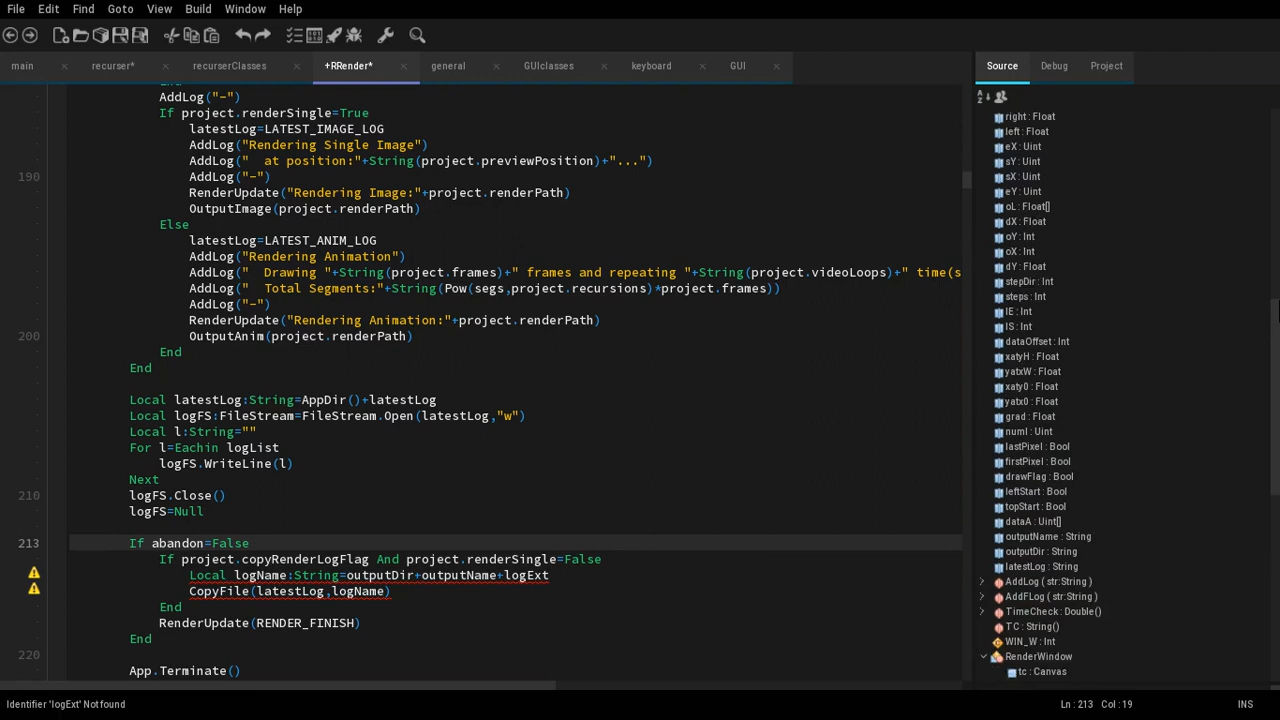 File Edit Find Goto View Build Window Help
main recurser* recurserClasses +RRender* general GUIclasses keyboard GUI
Source Debug Project
AddLog("-")
If project.renderSingle=True
latestLog=LATEST_IMAGE_LOG
AddLog("Rendering Single Image")
AddLog("  at position:"+String(project.previewPosition)+"...")
190 AddLog("-")
RenderUpdate("Rendering Image:"+project.renderPath)
OutputImage(project.renderPath)
Else
latestLog=LATEST_ANIM_LOG
AddLog("Rendering Animation")
AddLog("  Drawing "+String(project.frames)+" frames and repeating "+String(project.videoLoops)+" time(s
AddLog("  Total Segments:"+String(Pow(segs,project.recursions)*project.frames))
AddLog("-")
RenderUpdate("Rendering Animation:"+project.renderPath)
200 OutputAnim(project.renderPath)
End
End
Local latestLog:String=AppDir()+latestLog
Local logFS:FileStream=FileStream.Open(latestLog,"w")
Local l:String=""
For l=Eachin logList
logFS.WriteLine(l)
Next
210 logFS.Close()
logFS=Null
213 If abandon=False
If project.copyRenderLogFlag And project.renderSingle=False
Local logName:String=outputDir+outputName+logExt
CopyFile(latestLog,logName)
End
RenderUpdate(RENDER_FINISH)
End
220
App.Terminate()
right : Float
left : Float
eX : Uint
sY : Uint
sX : Uint
eY : Uint
oL : Float[]
dX : Float
oY : Int
oX : Int
dY : Float
stepDir : Int
steps : Int
lE : Int
lS : Int
dataOffset : Int
xatyH : Float
yatxW : Float
xaty0 : Float
yatx0 : Float
grad : Float
numl : Uint
lastPixel : Bool
firstPixel : Bool
drawFlag : Bool
leftStart : Bool
topStart : Bool
dataA : Uint[]
outputName : String
outputDir : String
latestLog : String
AddLog ( str:String )
AddFLog ( str:String )
TimeCheck : Double()
TC : String()
WIN_W : Int
RenderWindow
tc : Canvas
Identifier 'logExt' Not found
Ln : 213 Col : 19 INS